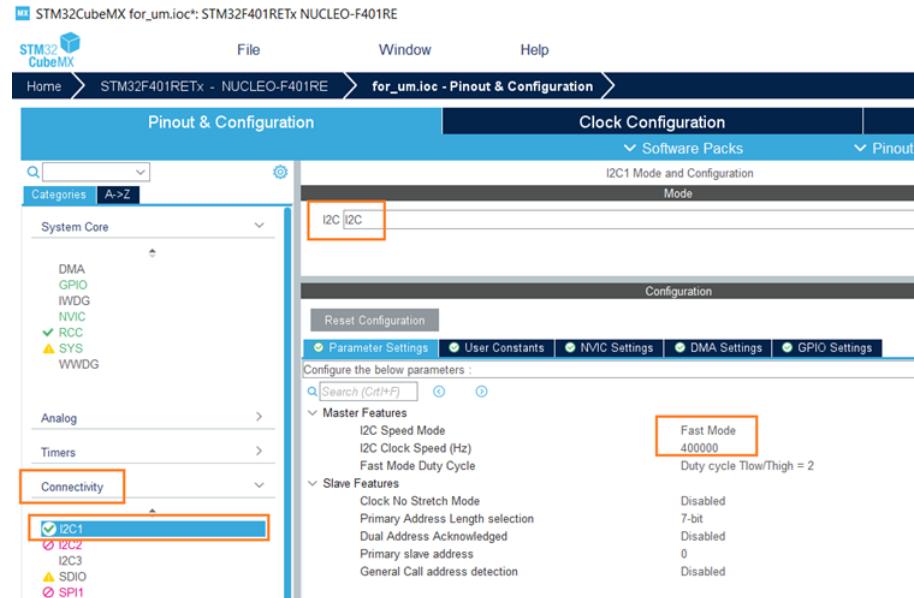 MX STM32CubeMX for_um.ioc*: STM32F401RETx NUCLEO-F401RE
STM32
CubeMX
File Window Help
Home STM32F401RETx - NUCLEO-F401RE for_um.ioc - Pinout & Configuration
Pinout & Configuration Clock Configuration
Software Packs Pinout
I2C1 Mode and Configuration
Categories A->Z
Mode
System Core
I2C I2C
DMA
GPIO
IWDG
NVIC
RCC
SYS
WWDG
Analog
Timers
Connectivity
I2C1
I2C2
I2C3
SDIO
SPI1
Configuration
Reset Configuration
Parameter Settings User Constants NVIC Settings DMA Settings GPIO Settings
Configure the below parameters :
Search (Crtl+F)
Master Features
I2C Speed Mode Fast Mode
I2C Clock Speed (Hz) 400000
Fast Mode Duty Cycle Duty cycle Tlow/Thigh = 2
Slave Features
Clock No Stretch Mode Disabled
Primary Address Length selection 7-bit
Dual Address Acknowledged Disabled
Primary slave address 0
General Call address detection Disabled